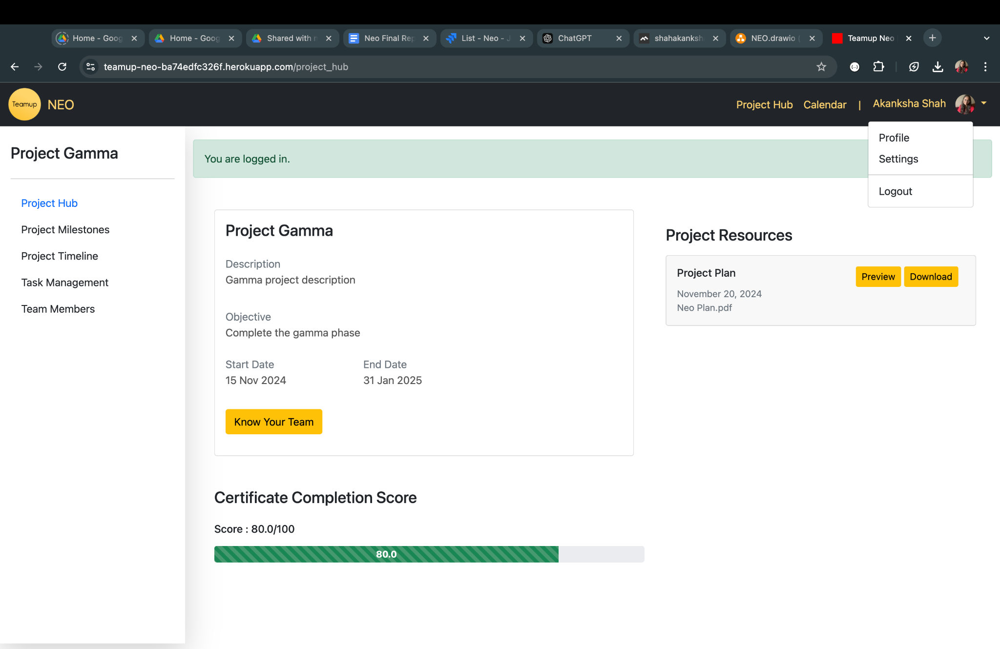 Home - Goog
Home - Goog
Shared with
Neo Final Rep
List - Neo - J
ChatGPT
shahakanksh
NEO.drawio (
Teamup Neo
teamup-neo-ba74edfc326f.herokuapp.com/project_hub
Teamup
NEO
Project Hub
Calendar
|
Akanksha Shah
Profile
Settings
Logout
Project Gamma
Project Hub
Project Milestones
Project Timeline
Task Management
Team Members
You are logged in.
Project Gamma
Description
Gamma project description
Objective
Complete the gamma phase
Start Date
15 Nov 2024
End Date
31 Jan 2025
Know Your Team
Project Resources
Project Plan
Preview
Download
November 20, 2024
Neo Plan.pdf
Certificate Completion Score
Score : 80.0/100
80.0